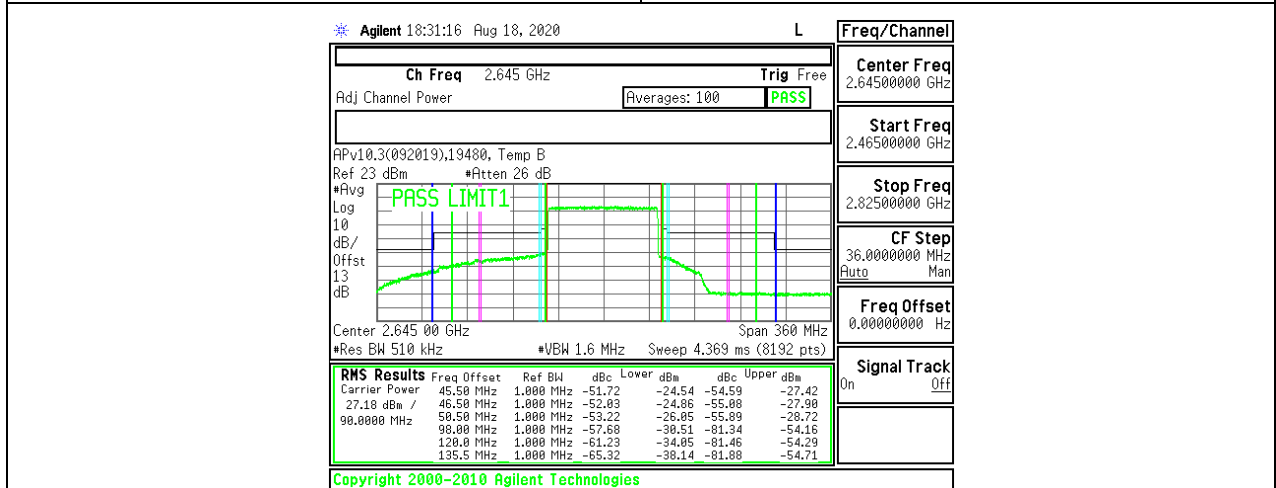 Agilent 18:31:16 Aug 18, 2020 L
Freq/Channel
Ch Freq 2.645 GHz Trig Free
Adj Channel Power Averages: 100 PASS
APv10.3(092019),19480, Temp B
Ref 23 dBm #Atten 26 dB
#Avg
Log
10
dB/
Offst
13
dB
PASS LIMIT1
Center 2.645 00 GHz Span 360 MHz
#Res BW 510 kHz #VBW 1.6 MHz Sweep 4.369 ms (8192 pts)
RMS Results Freq Offset Ref BW dBc Lower dBm dBc Upper dBm
Carrier Power 45.50 MHz 1.000 MHz -51.72 -24.54 -54.59 -27.42
27.18 dBm / 46.50 MHz 1.000 MHz -52.03 -24.86 -55.08 -27.90
90.0000 MHz 50.50 MHz 1.000 MHz -53.22 -26.05 -55.89 -28.72
98.00 MHz 1.000 MHz -57.68 -30.51 -81.34 -54.16
120.0 MHz 1.000 MHz -61.23 -34.05 -81.46 -54.29
135.5 MHz 1.000 MHz -65.32 -38.14 -81.88 -54.71
Copyright 2000-2010 Agilent Technologies
Center Freq
2.64500000 GHz
Start Freq
2.46500000 GHz
Stop Freq
2.82500000 GHz
CF Step
36.0000000 MHz
Auto Man
Freq Offset
0.00000000 Hz
Signal Track
On Off